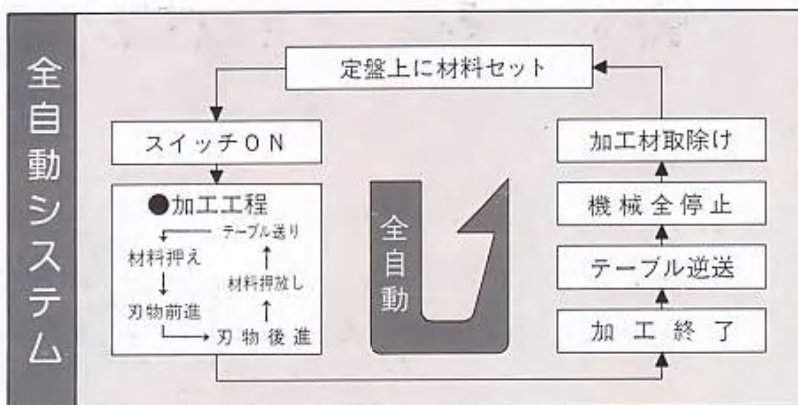 全自動システム
定盤上に材料セット
スイッチON
●加工工程
テーブル送り
材料押え
材料押放し
刃物前進
刃物後進
全自動
加工材取除け
機械全停止
テーブル逆送
加工終了